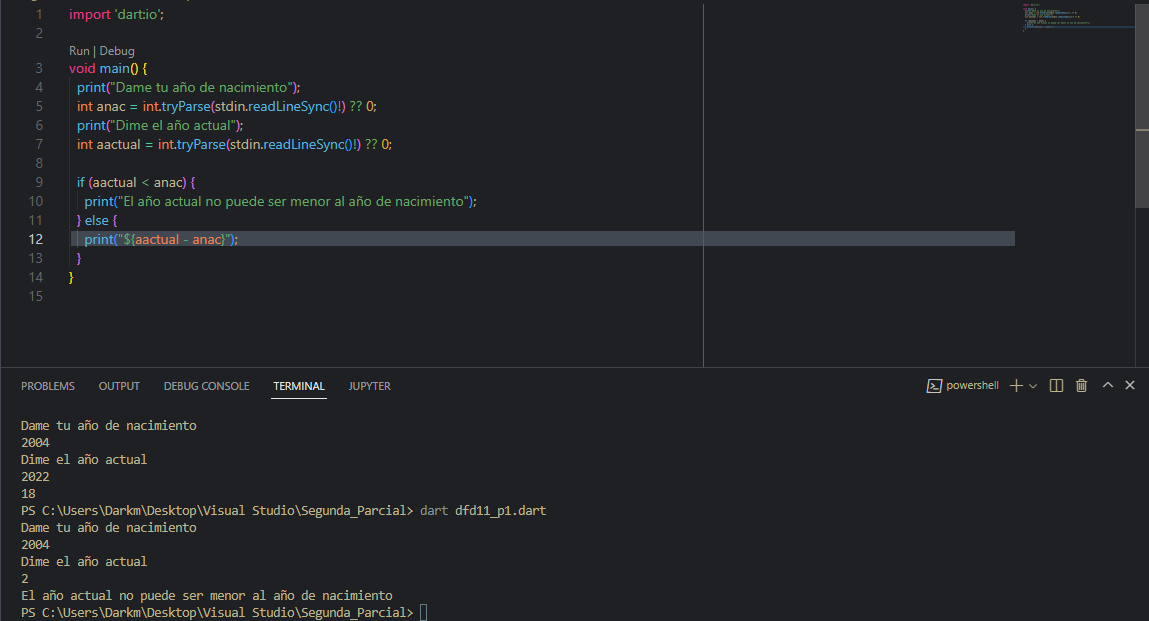 1 import 'dart:io';
2
Run | Debug
3 void main() {
4 print("Dame tu año de nacimiento");
5 int anac = int.tryParse(stdin.readLineSync()!) ?? 0;
6 print("Dime el año actual");
7 int aactual = int.tryParse(stdin.readLineSync()!) ?? 0;
8
9 if (aactual < anac) {
10 print("El año actual no puede ser menor al año de nacimiento");
11 } else {
12 print("${aactual - anac}");
13 }
14 }
15
PROBLEMS OUTPUT DEBUG CONSOLE TERMINAL JUPYTER powershell
Dame tu año de nacimiento
2004
Dime el año actual
2022
18
PS C:\Users\Darkm\Desktop\Visual Studio\Segunda_Parcial> dart dfd11_p1.dart
Dame tu año de nacimiento
2004
Dime el año actual
2
El año actual no puede ser menor al año de nacimiento
PS C:\Users\Darkm\Desktop\Visual Studio\Segunda_Parcial>